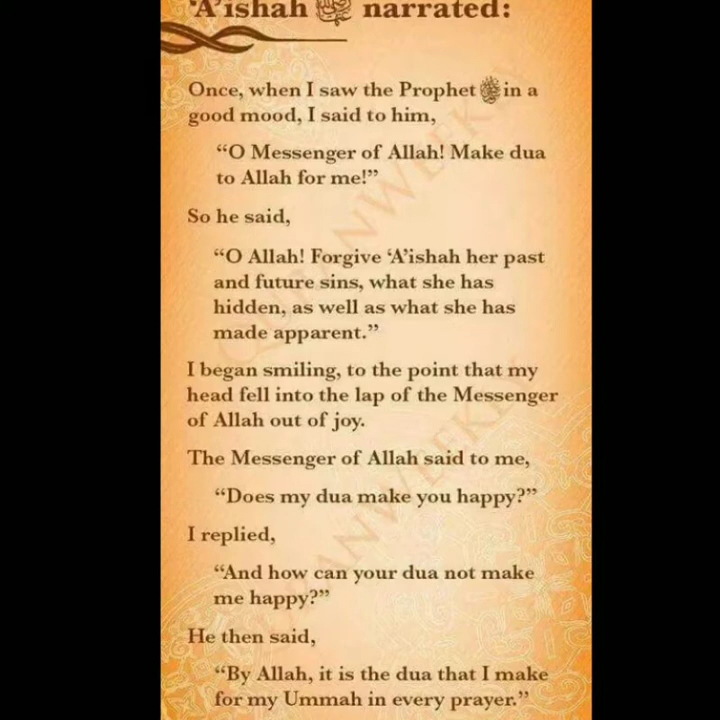 ‘A’ishah narrated:
Once, when I saw the Prophet ﷺ in a
good mood, I said to him,
“O Messenger of Allah! Make dua
to Allah for me!”
So he said,
“O Allah! Forgive ‘A’ishah her past
and future sins, what she has
hidden, as well as what she has
made apparent.”
I began smiling, to the point that my
head fell into the lap of the Messenger
of Allah out of joy.
The Messenger of Allah said to me,
“Does my dua make you happy?”
I replied,
“And how can your dua not make
me happy?”
He then said,
“By Allah, it is the dua that I make
for my Ummah in every prayer.”